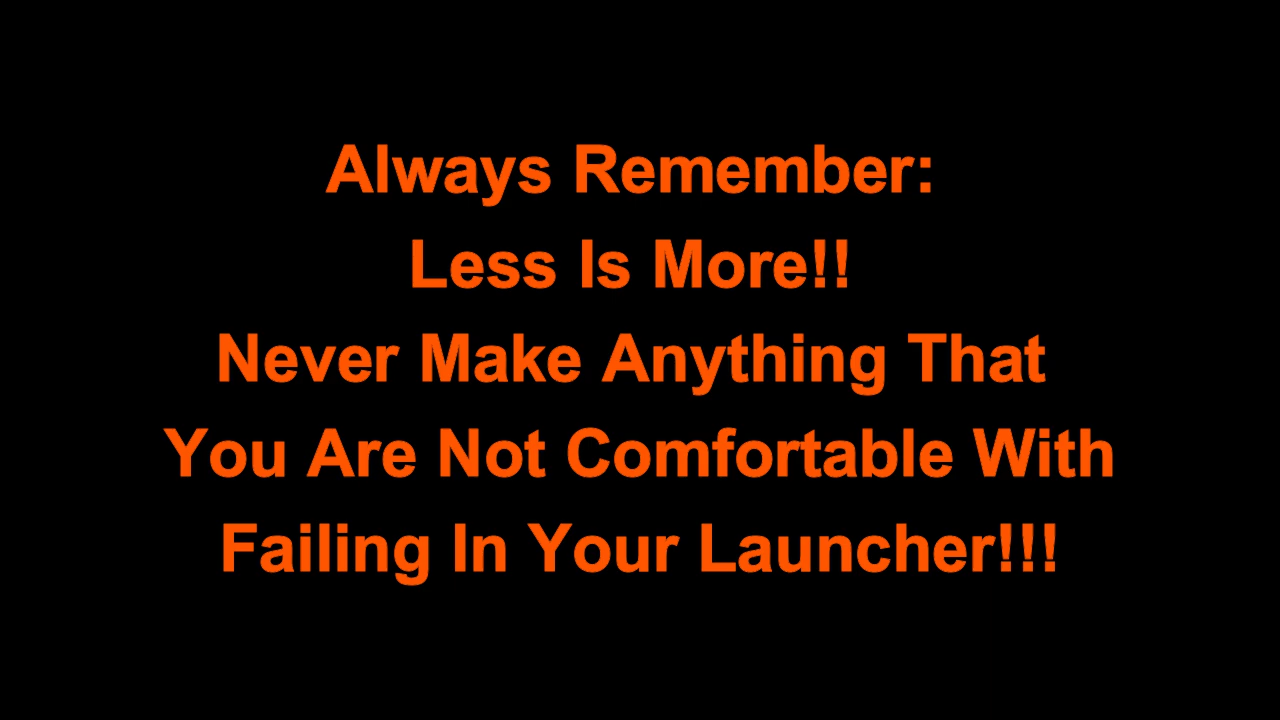 Always Remember:
Less Is More!!
Never Make Anything That
You Are Not Comfortable With
Failing In Your Launcher!!!